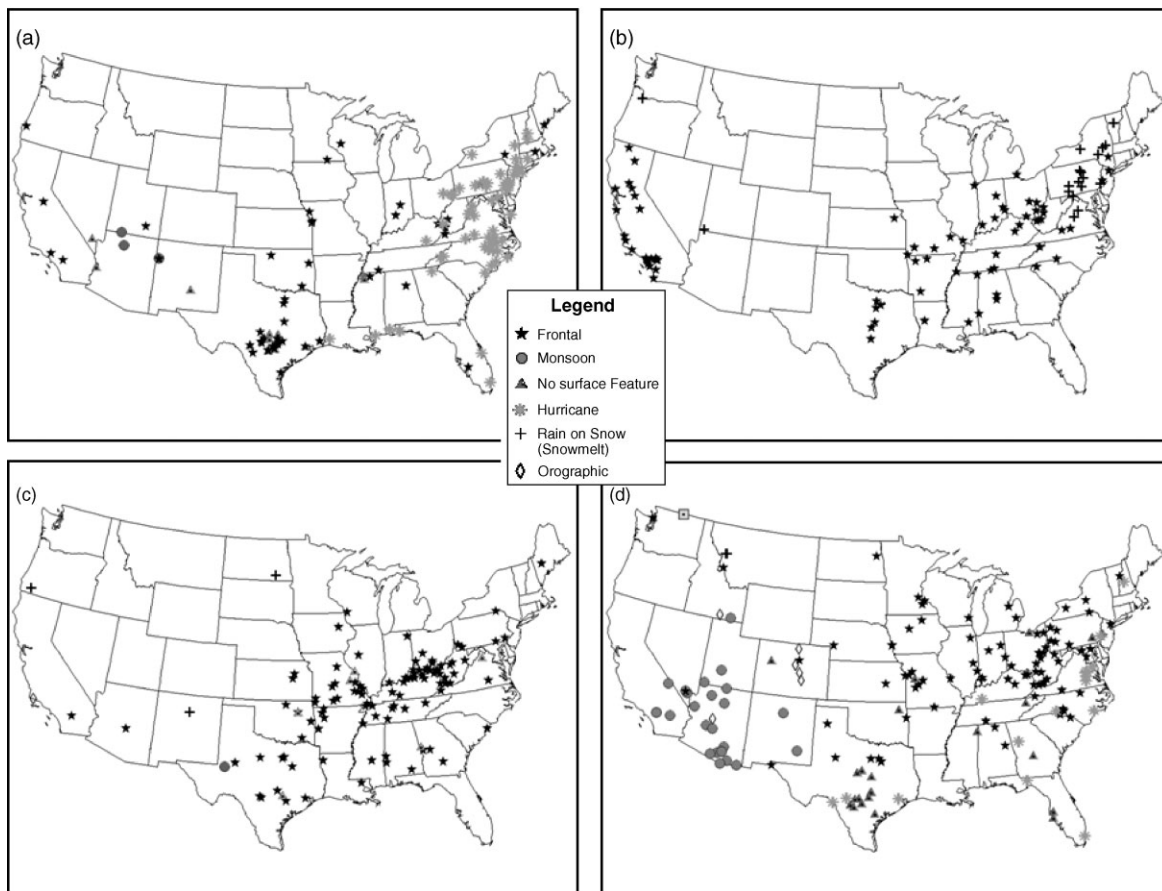 (a)
(b)
Legend
Frontal
Monsoon
No surface Feature
Hurricane
Rain on Snow
(Snowmelt)
Orographic
(c)
(d)